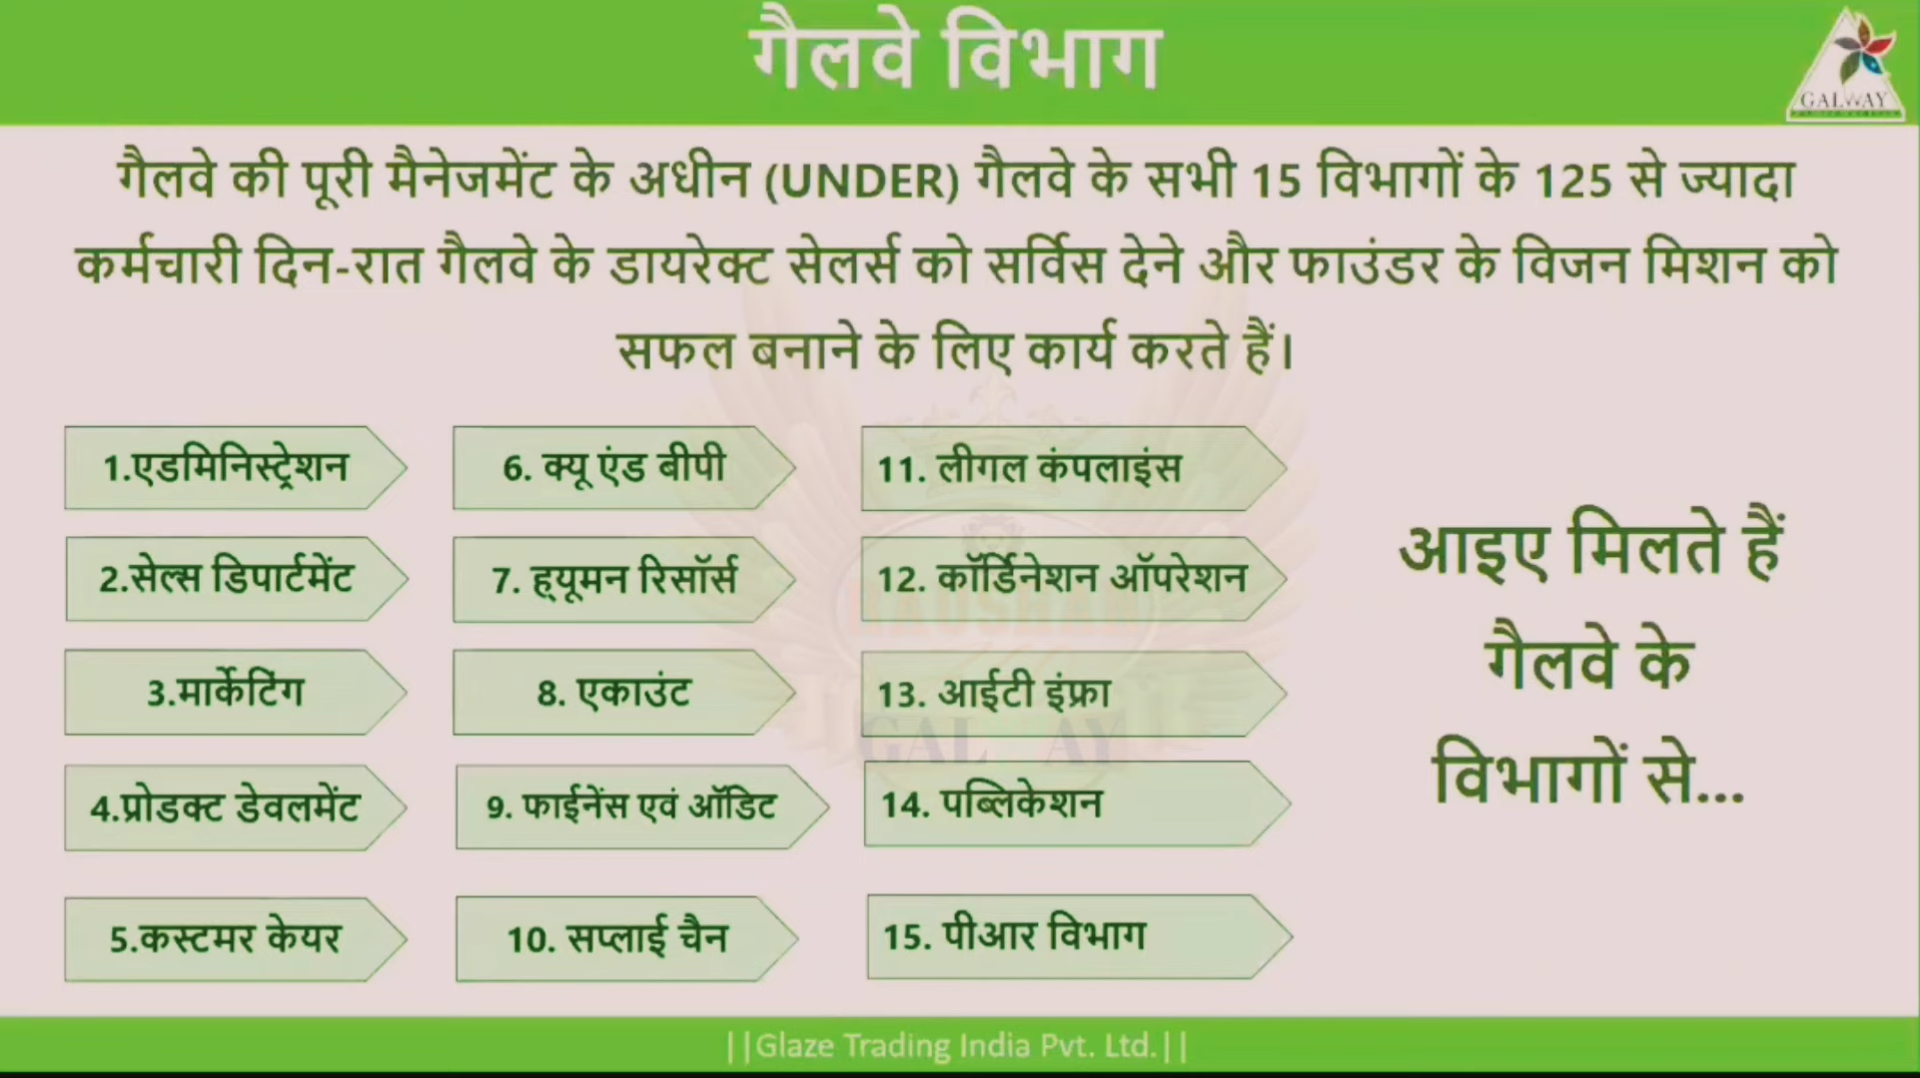 गैलवे विभाग
GALWAY
गैलवे की पूरी मैनेजमेंट के अधीन (UNDER) गैलवे के सभी 15 विभागों के 125 से ज्यादा
कर्मचारी दिन-रात गैलवे के डायरेक्ट सेलर्स को सर्विस देने और फाउंडर के विजन मिशन को
सफल बनाने के लिए कार्य करते हैं।
1.एडमिनिस्ट्रेशन
2.सेल्स डिपार्टमेंट
3.मार्केटिंग
4.प्रोडक्ट डेवलमेंट
5.कस्टमर केयर
6. क्यू एंड बीपी
7. ह्यूमन रिसॉर्स
8. एकाउंट
9. फाईनेंस एवं ऑडिट
10. सप्लाई चैन
11. लीगल कंपलाइंस
12. कॉर्डिनेशन ऑपरेशन
13. आईटी इंफ्रा
14. पब्लिकेशन
15. पीआर विभाग
आइए मिलते हैं
गैलवे के
विभागों से...
RAUSHAN
GAL AY
||Glaze Trading India Pvt. Ltd.||